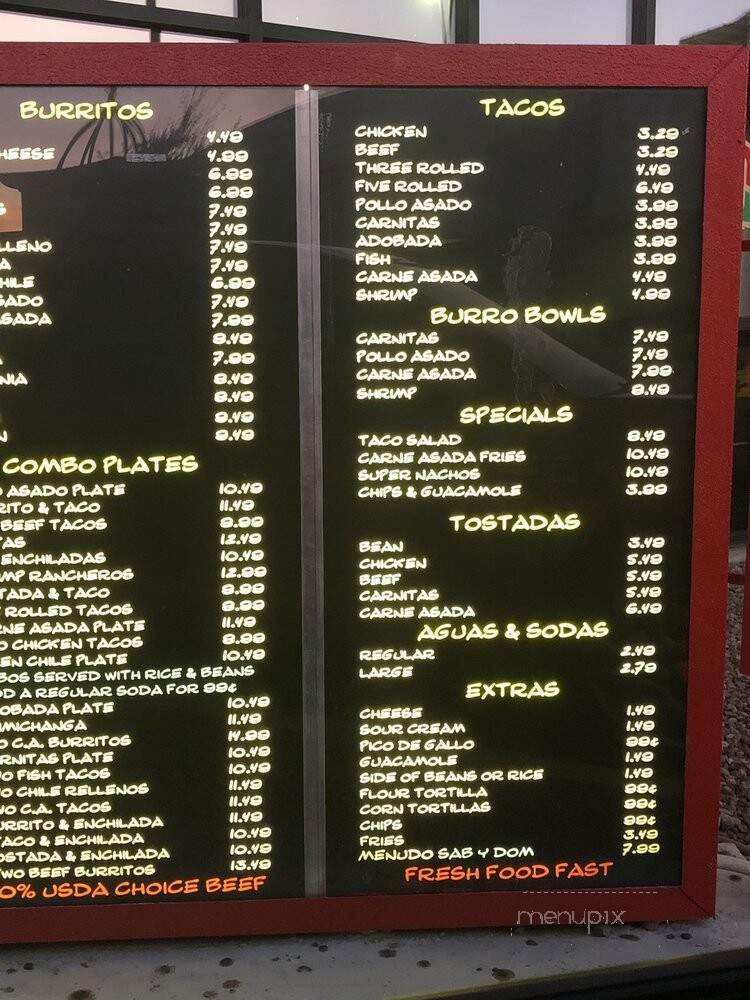 BURRITOS
4.49
HEESE 4.99
6.99
6.99
S 7.49
7.49
LLENO 7.49
A 7.49
HILE 6.99
SADO 7.49
SADA 7.99
8.49
A 7.99
NIA 8.49
8.49
8.49
N 8.49
COMBO PLATES
O ASADO PLATE 10.49
RITO & TACO 11.49
BEEF TACOS 9.99
TAS 12.49
ENCHILADAS 10.49
MP RANCHEROS 12.99
TADA & TACO 9.99
ROLLED TACOS 9.99
NE ASADA PLATE 11.49
O CHICKEN TACOS 9.99
EN CHILE PLATE 10.49
BOS SERVED WITH RICE & BEANS
DD A REGULAR SODA FOR 99¢
OBADA PLATE 10.49
IMICHANGA 11.49
O C.A. BURRITOS 14.99
RNITAS PLATE 10.49
WO FISH TACOS 10.49
O CHILE RELLENOS 11.49
WO C.A. TACOS 11.49
URRITO & ENCHILADA 11.49
TACO & ENCHILADA 10.49
OSTADA & ENCHILADA 10.49
TWO BEEF BURRITOS 13.49
0% USDA CHOICE BEEF
TACOS
CHICKEN 3.29
BEEF 3.29
THREE ROLLED 4.49
FIVE ROLLED 6.49
POLLO ASADO 3.99
CARNITAS 3.99
ADOBADA 3.99
FISH 3.99
CARNE ASADA 4.49
SHRIMP 4.99
BURRO BOWLS
CARNITAS 7.49
POLLO ASADO 7.49
CARNE ASADA 7.99
SHRIMP 8.49
SPECIALS
TACO SALAD 8.49
CARNE ASADA FRIES 10.49
SUPER NACHOS 10.49
CHIPS & GUACAMOLE 3.99
TOSTADAS
BEAN 3.49
CHICKEN 5.49
BEEF 5.49
CARNITAS 5.49
CARNE ASADA 6.49
AGUAS & SODAS
REGULAR 2.49
LARGE 2.79
EXTRAS
CHEESE 1.49
SOUR CREAM 1.49
PICO DE GALLO 99¢
GUACAMOLE 1.49
SIDE OF BEANS OR RICE 1.49
FLOUR TORTILLA 99¢
CORN TORTILLAS 99¢
CHIPS 99¢
FRIES 3.49
MENUDO SAB Y DOM 7.99
FRESH FOOD FAST
menupix